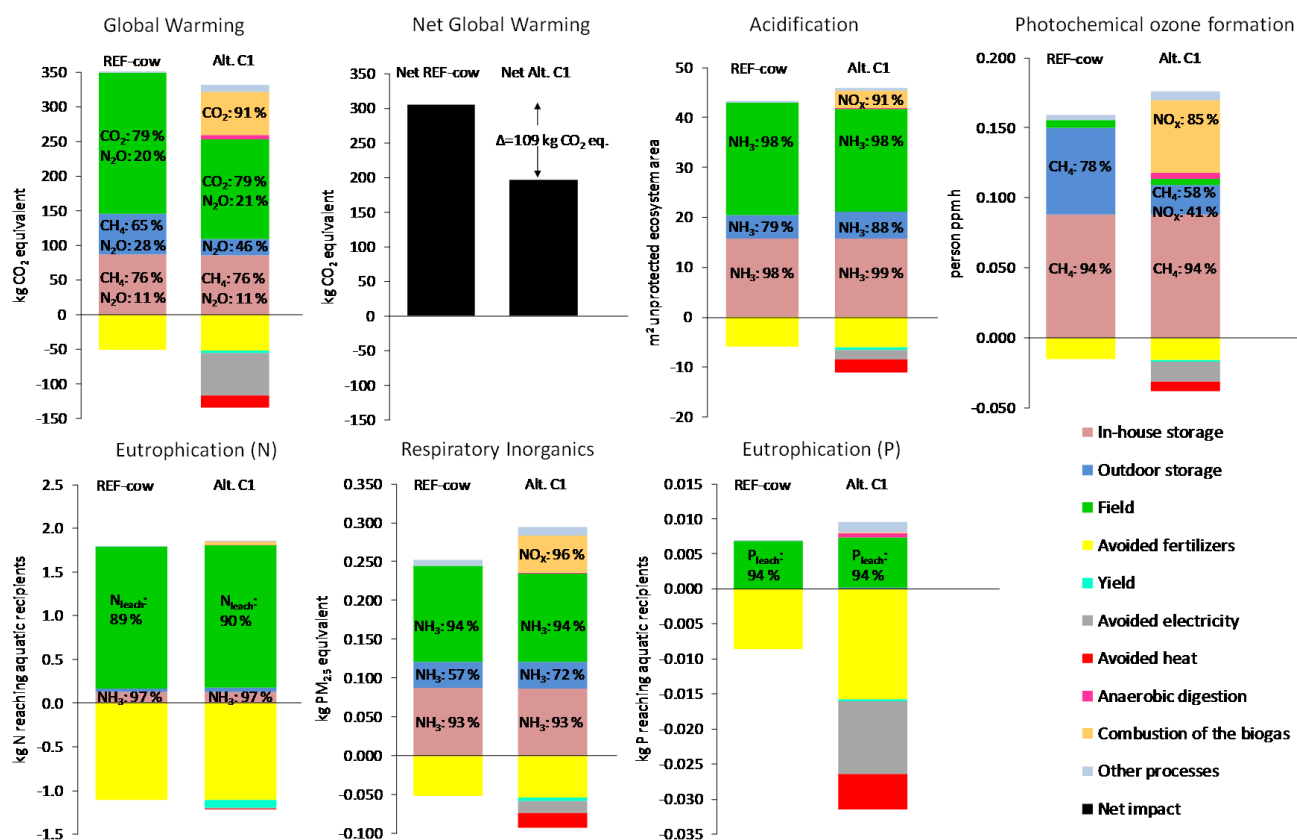 Global Warming
REF-cow
Alt. C1
kg CO₂ equivalent
350
300
250
200
150
100
50
0
−50
−100
−150
CO₂: 79 %
N₂O: 20 %
CH₄: 65 %
N₂O: 28 %
CH₄: 76 %
N₂O: 11 %
CO₂: 91 %
CO₂: 79 %
N₂O: 21 %
N₂O: 46 %
CH₄: 76 %
N₂O: 11 %
Net Global Warming
Net REF-cow
Net Alt. C1
kg CO₂ equivalent
350
300
250
200
150
100
50
0
Δ=109 kg CO₂ eq.
Acidification
REF-cow
Alt. C1
m² unprotected ecosystem area
50
40
30
20
10
0
−10
−20
NH₃: 98 %
NH₃: 79 %
NH₃: 98 %
NOₓ: 91 %
NH₃: 98 %
NH₃: 88 %
NH₃: 99 %
Photochemical ozone formation
REF-cow
Alt. C1
person ppm h
0.200
0.150
0.100
0.050
0.000
−0.050
CH₄: 78 %
CH₄: 94 %
NOₓ: 85 %
CH₄: 58 %
NOₓ: 41 %
CH₄: 94 %
Eutrophication (N)
REF-cow
Alt. C1
kg N reaching aquatic recipients
2.5
2.0
1.5
1.0
0.5
0.0
−0.5
−1.0
−1.5
N_leach:
89 %
NH₃: 97 %
N_leach:
90 %
NH₃: 97 %
Respiratory Inorganics
REF-cow
Alt. C1
kg PM₂.₅ equivalent
0.350
0.300
0.250
0.200
0.150
0.100
0.050
0.000
−0.050
−0.100
NH₃: 94 %
NH₃: 57 %
NH₃: 93 %
NOₓ: 96 %
NH₃: 94 %
NH₃: 72 %
NH₃: 93 %
Eutrophication (P)
REF-cow
Alt. C1
kg P reaching aquatic recipients
0.015
0.010
0.005
0.000
−0.005
−0.010
−0.015
−0.020
−0.025
−0.030
−0.035
P_leach:
94 %
P_leach:
94 %
In-house storage
Outdoor storage
Field
Avoided fertilizers
Yield
Avoided electricity
Avoided heat
Anaerobic digestion
Combustion of the biogas
Other processes
Net impact